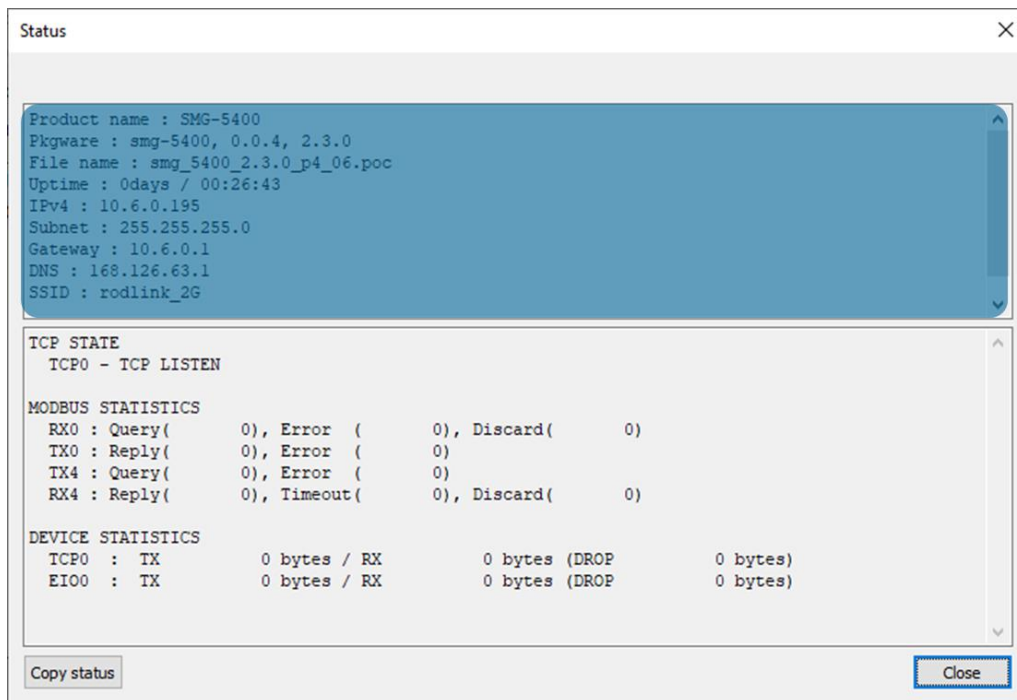 Status
Product name : SMG-5400
Pkgware : smg-5400, 0.0.4, 2.3.0
File name : smg_5400_2.3.0_p4_06.poc
Uptime : 0days / 00:26:43
IPv4 : 10.6.0.195
Subnet : 255.255.255.0
Gateway : 10.6.0.1
DNS : 168.126.63.1
SSID : rodlink_2G
TCP STATE
TCP0 - TCP LISTEN
MODBUS STATISTICS
RX0 : Query( 0), Error ( 0), Discard( 0)
TX0 : Reply( 0), Error ( 0)
TX4 : Query( 0), Error ( 0)
RX4 : Reply( 0), Timeout( 0), Discard( 0)
DEVICE STATISTICS
TCP0 : TX 0 bytes / RX 0 bytes (DROP 0 bytes)
EIO0 : TX 0 bytes / RX 0 bytes (DROP 0 bytes)
Copy status
Close